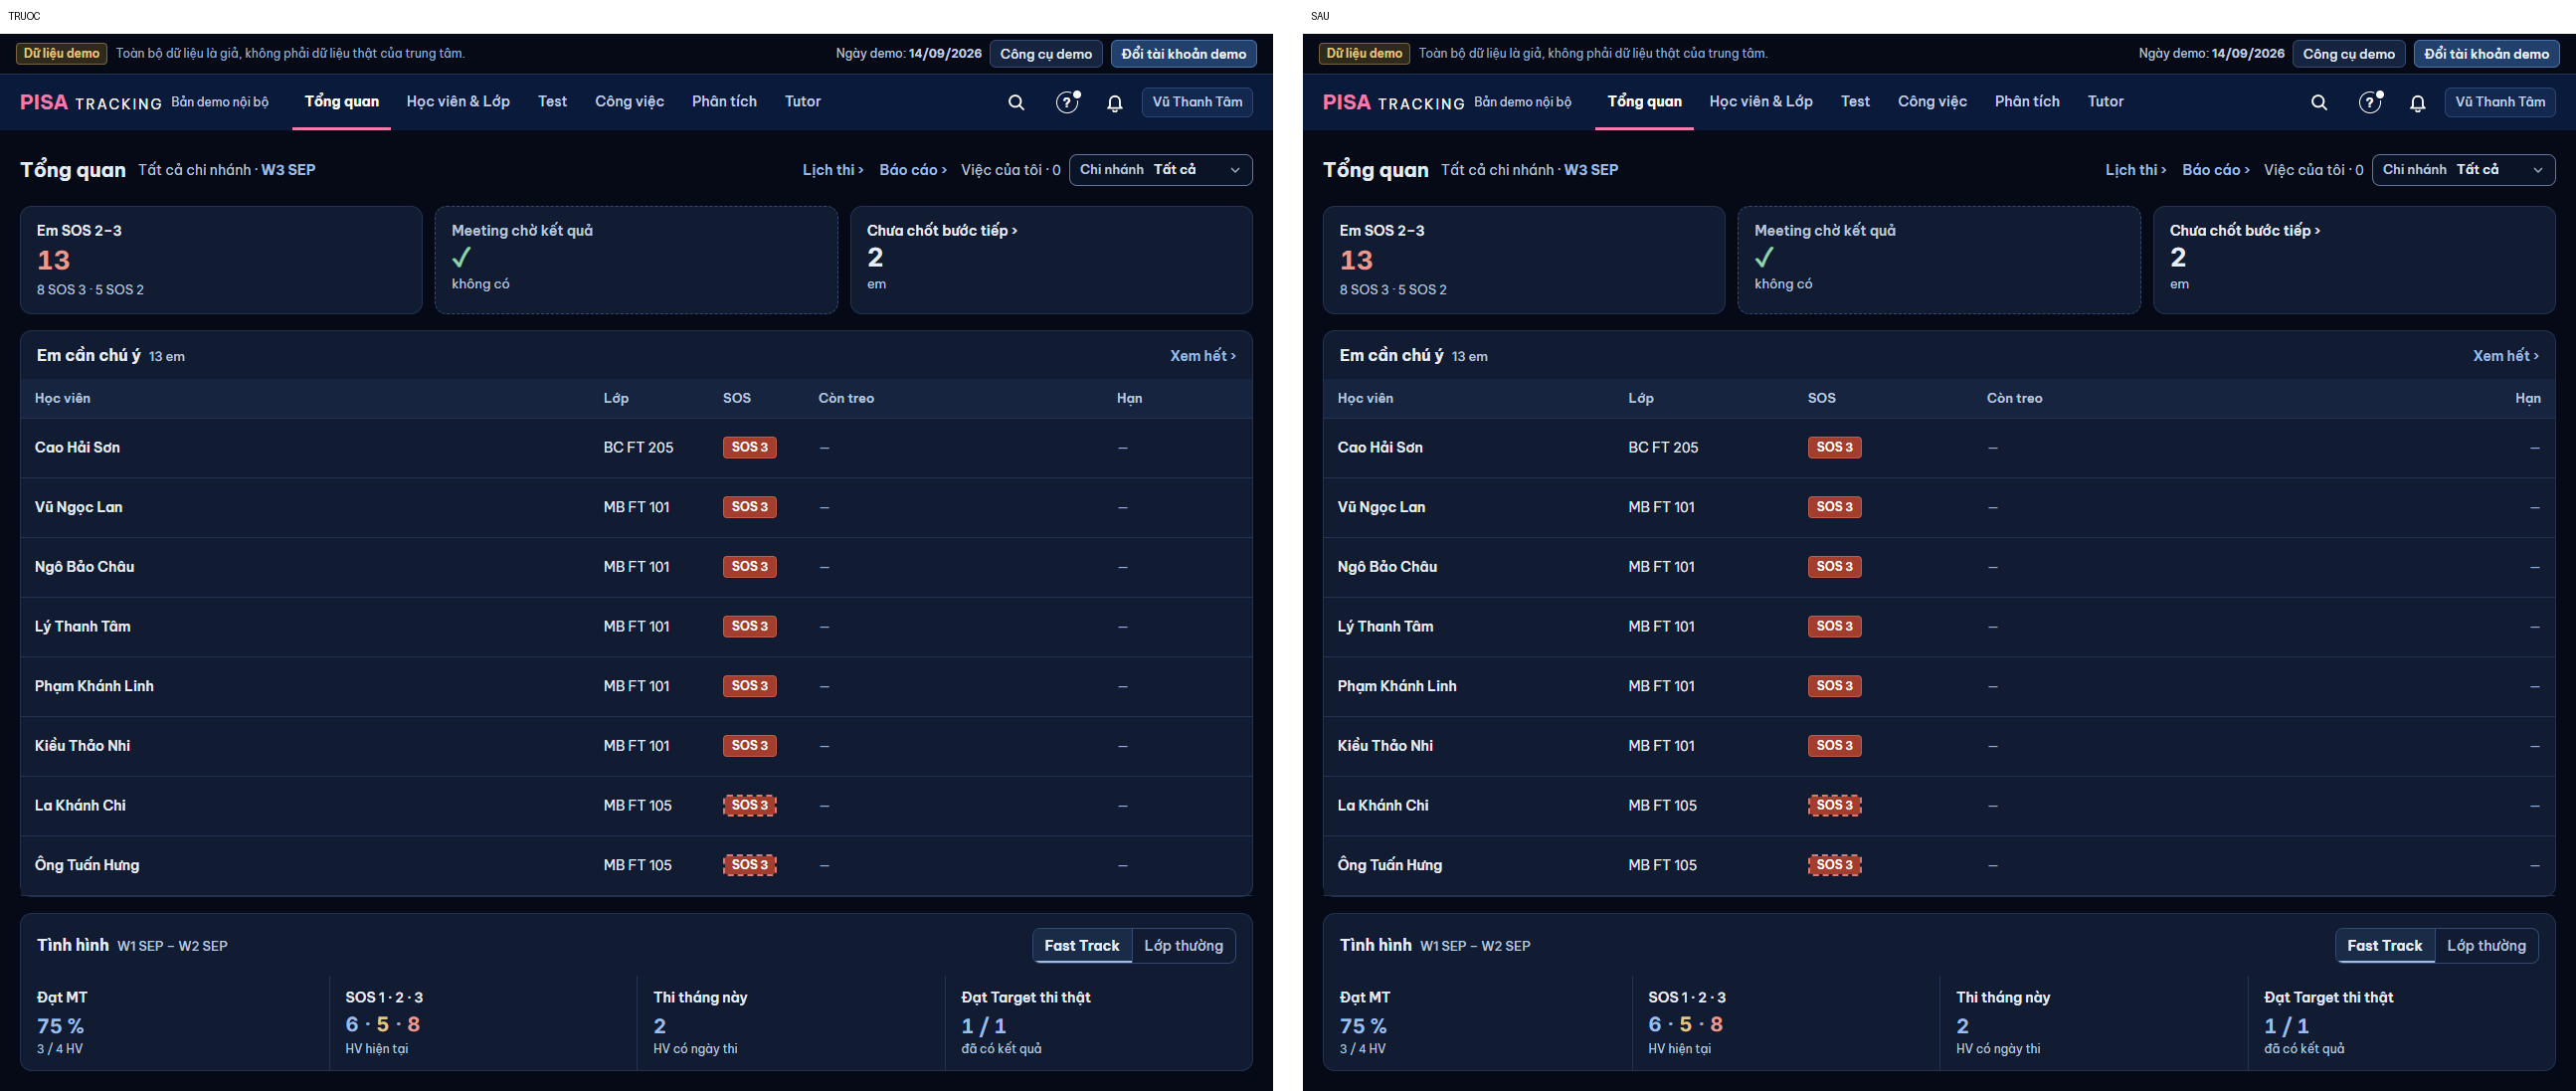 TRUOC
Dữ liệu demo Toàn bộ dữ liệu là giả, không phải dữ liệu thật của trung tâm. Ngày demo: 14/09/2026 Công cụ demo Đổi tài khoản demo
PISA TRACKING Bản demo nội bộ Tổng quan Học viên & Lớp Test Công việc Phân tích Tutor ? Vũ Thanh Tâm
Tổng quan Tất cả chi nhánh · W3 SEP Lịch thi › Báo cáo › Việc của tôi · 0 Chi nhánh Tất cả
Em SOS 2–3 Meeting chờ kết quả Chưa chốt bước tiếp ›
13 ✓ 2
8 SOS 3 · 5 SOS 2 không có em
Em cần chú ý 13 em Xem hết ›
Học viên Lớp SOS Còn treo Hạn
Cao Hải Sơn BC FT 205 SOS 3 – –
Vũ Ngọc Lan MB FT 101 SOS 3 – –
Ngô Bảo Châu MB FT 101 SOS 3 – –
Lý Thanh Tâm MB FT 101 SOS 3 – –
Phạm Khánh Linh MB FT 101 SOS 3 – –
Kiều Thảo Nhi MB FT 101 SOS 3 – –
La Khánh Chi MB FT 105 SOS 3 – –
Ông Tuấn Hưng MB FT 105 SOS 3 – –
Tình hình W1 SEP – W2 SEP Fast Track Lớp thường
Đạt MT SOS 1 · 2 · 3 Thi tháng này Đạt Target thi thật
75 % 6 · 5 · 8 2 1 / 1
3 / 4 HV HV hiện tại HV có ngày thi đã có kết quả
SAU
Dữ liệu demo Toàn bộ dữ liệu là giả, không phải dữ liệu thật của trung tâm. Ngày demo: 14/09/2026 Công cụ demo Đổi tài khoản demo
PISA TRACKING Bản demo nội bộ Tổng quan Học viên & Lớp Test Công việc Phân tích Tutor ? Vũ Thanh Tâm
Tổng quan Tất cả chi nhánh · W3 SEP Lịch thi › Báo cáo › Việc của tôi · 0 Chi nhánh Tất cả
Em SOS 2–3 Meeting chờ kết quả Chưa chốt bước tiếp ›
13 ✓ 2
8 SOS 3 · 5 SOS 2 không có em
Em cần chú ý 13 em Xem hết ›
Học viên Lớp SOS Còn treo Hạn
Cao Hải Sơn BC FT 205 SOS 3 – –
Vũ Ngọc Lan MB FT 101 SOS 3 – –
Ngô Bảo Châu MB FT 101 SOS 3 – –
Lý Thanh Tâm MB FT 101 SOS 3 – –
Phạm Khánh Linh MB FT 101 SOS 3 – –
Kiều Thảo Nhi MB FT 101 SOS 3 – –
La Khánh Chi MB FT 105 SOS 3 – –
Ông Tuấn Hưng MB FT 105 SOS 3 – –
Tình hình W1 SEP – W2 SEP Fast Track Lớp thường
Đạt MT SOS 1 · 2 · 3 Thi tháng này Đạt Target thi thật
75 % 6 · 5 · 8 2 1 / 1
3 / 4 HV HV hiện tại HV có ngày thi đã có kết quả